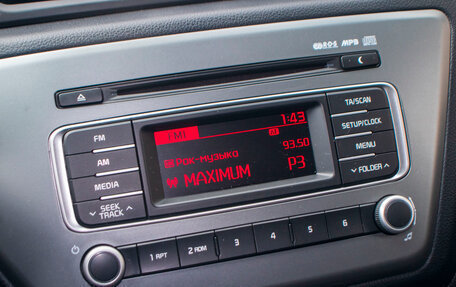 MP3
TA/SCAN
SETUP/CLOCK
MENU
FOLDER
FM
AM
MEDIA
SEEK
TRACK
FM1
1:43
AF
93.50
Рок-музыка
MAXIMUM P3
1 RPT
2 RDM
3
4
5
6